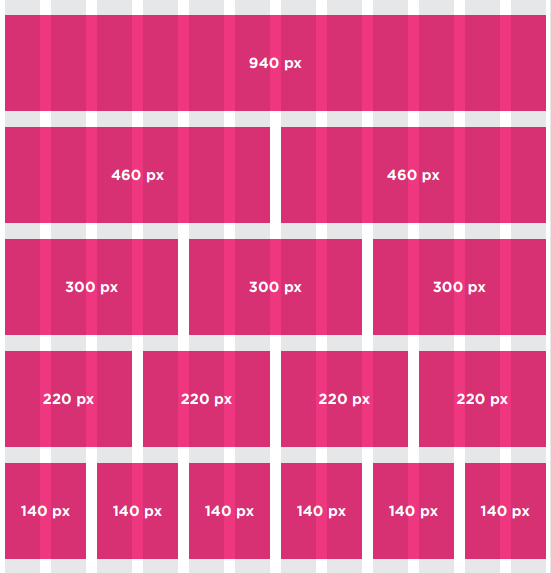 940 px
460 px 460 px
300 px 300 px 300 px
220 px 220 px 220 px 220 px
140 px 140 px 140 px 140 px 140 px 140 px